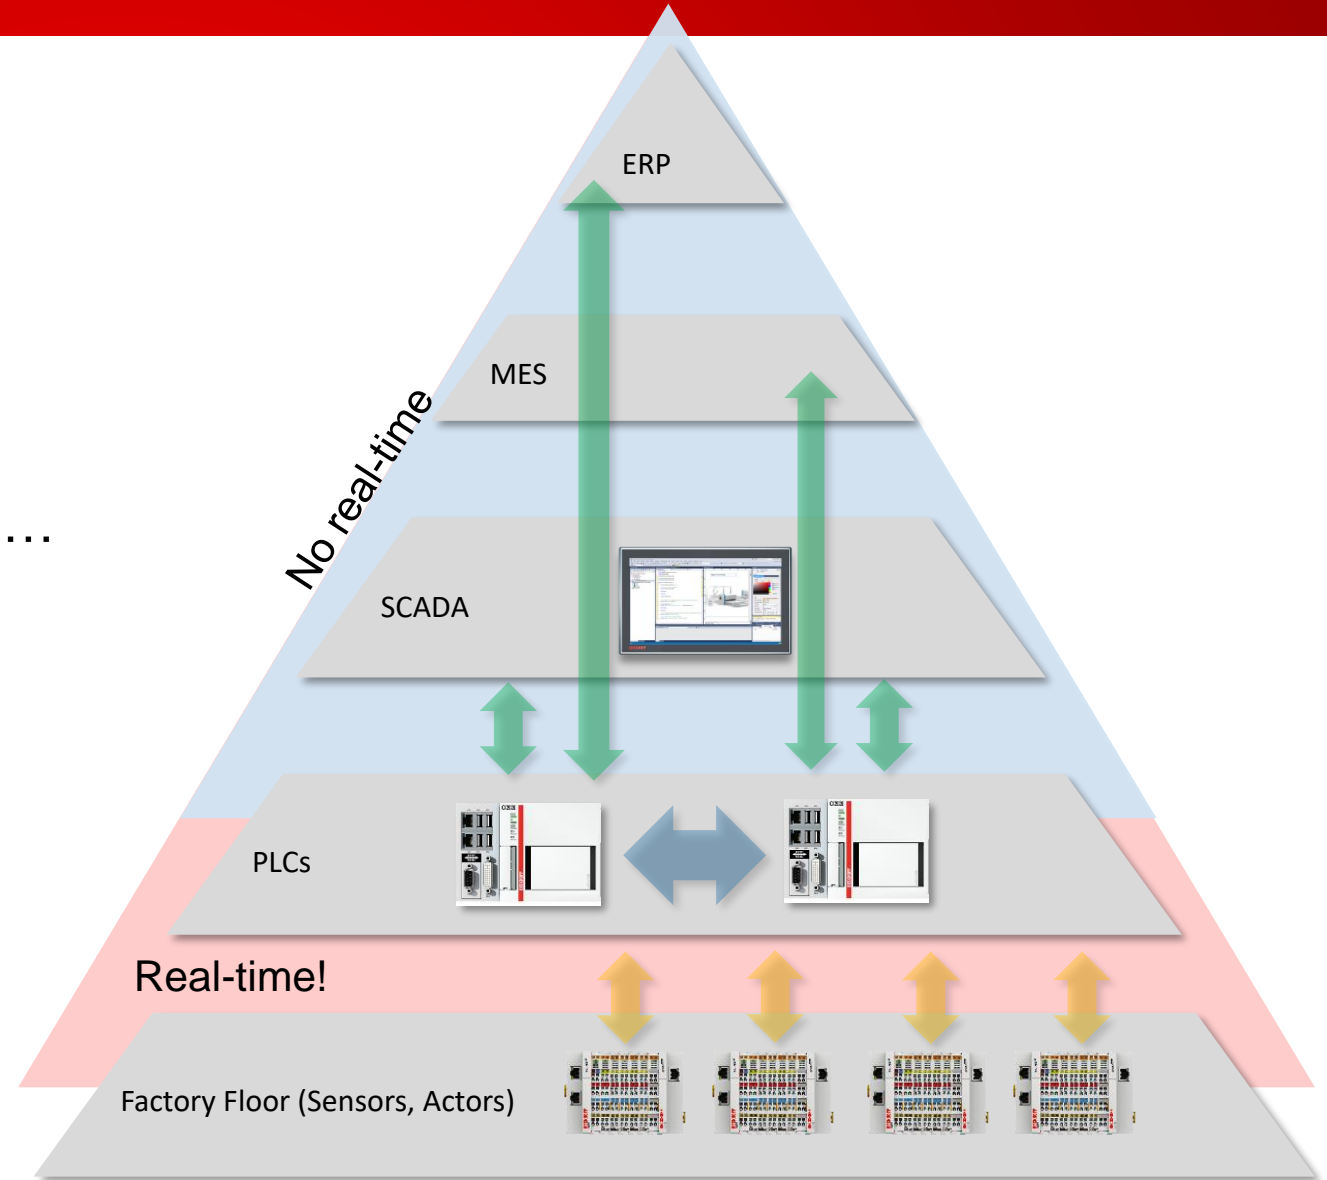 ERP
MES
No real-time
...
SCADA
PLCs
Real-time!
Factory Floor (Sensors, Actors)